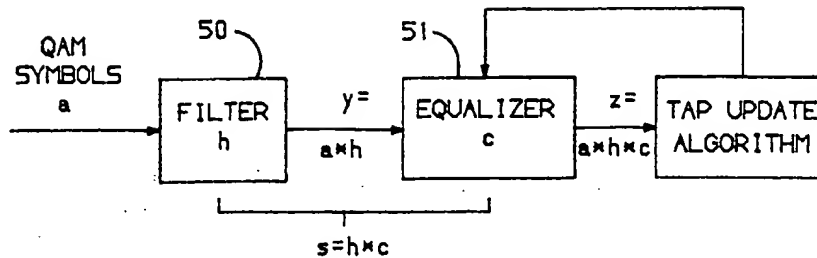 50
51
QAM
SYMBOLS
a
FILTER
h
y=
a*h
EQUALIZER
c
z=
a*h*c
TAP UPDATE
ALGORITHM
s=h*c